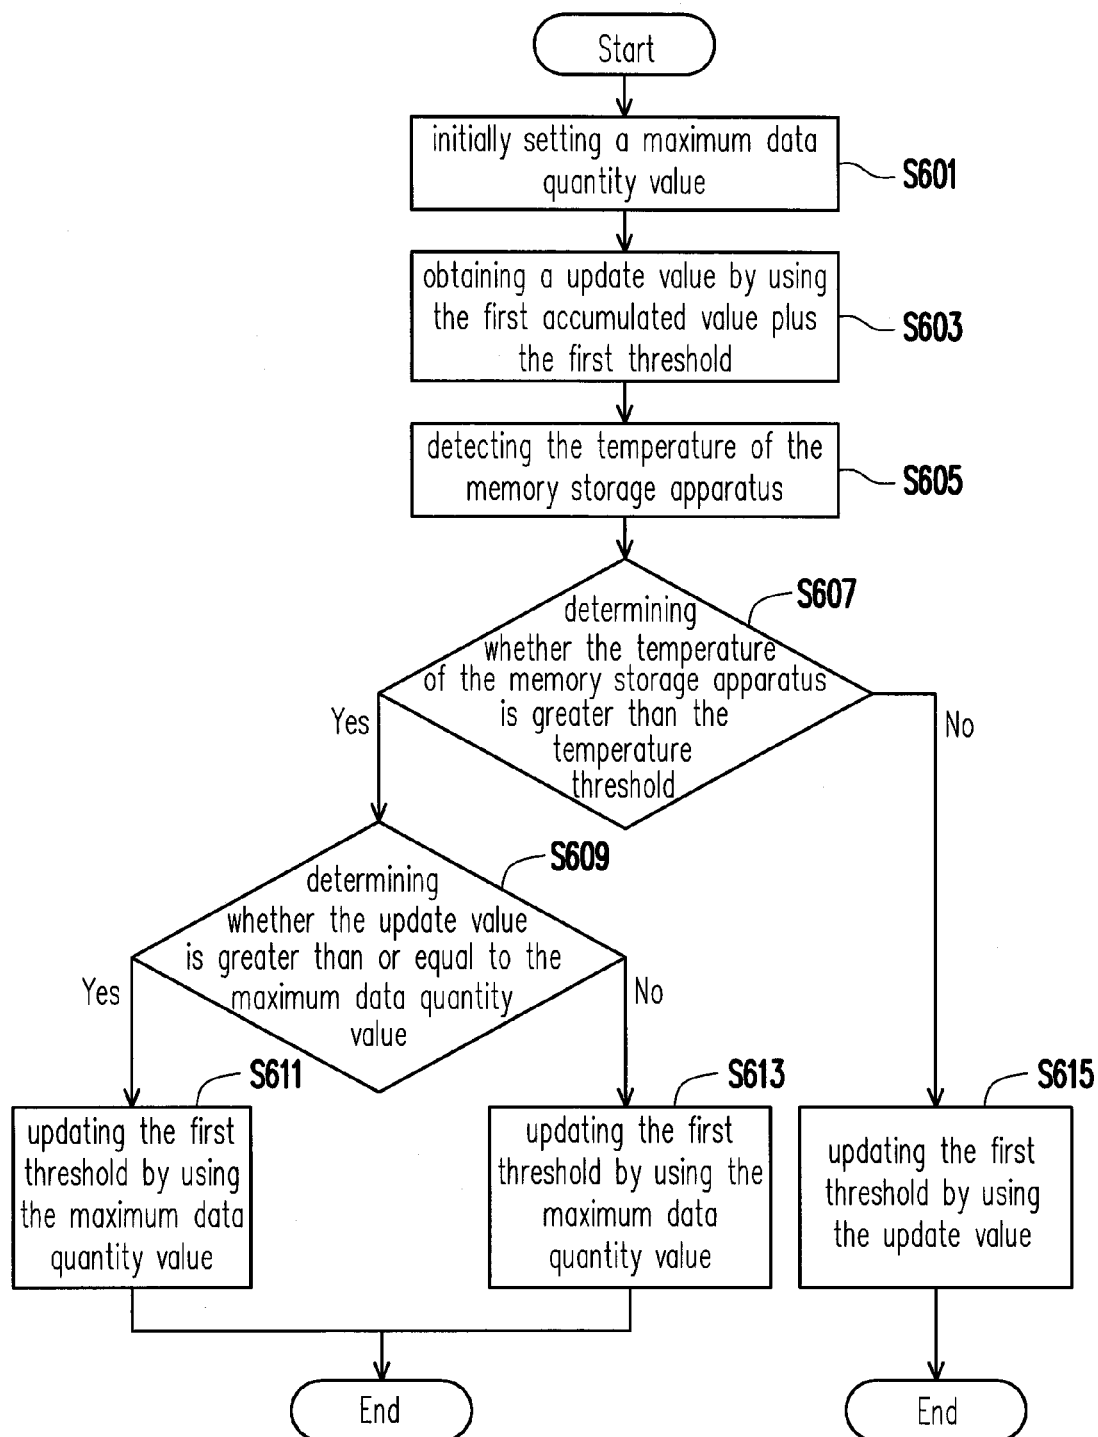 Start
initially setting a maximum data
quantity value
S601
obtaining a update value by using
the first accumulated value plus
the first threshold
S603
detecting the temperature of the
memory storage apparatus
S605
S607
determining
whether the temperature
of the memory storage apparatus
is greater than the
temperature
threshold
Yes
No
S609
determining
whether the update value
is greater than or equal to the
maximum data quantity
value
Yes
No
S611
updating the first
threshold by using
the maximum data
quantity value
S613
updating the first
threshold by using the
maximum data
quantity value
S615
updating the first
threshold by using
the update value
End
End